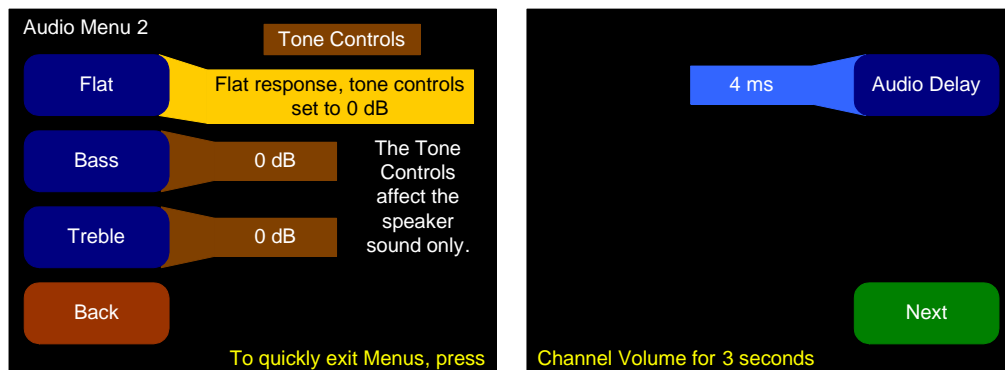 Audio Menu 2
Tone Controls
Flat
Flat response, tone controls
set to 0 dB
Bass
0 dB
The Tone
Controls
affect the
speaker
sound only.
Treble
0 dB
Back
To quickly exit Menus, press
4 ms
Audio Delay
Next
Channel Volume for 3 seconds